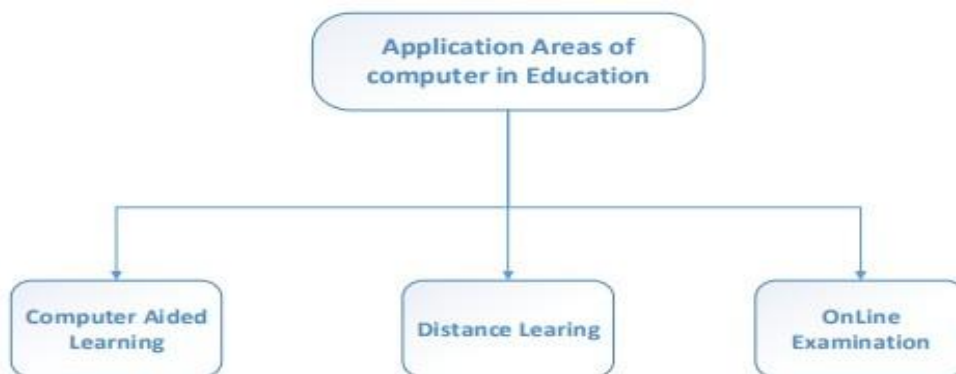 Application Areas of
computer in Education
Computer Aided
Learning
Distance Learing
OnLine
Examination